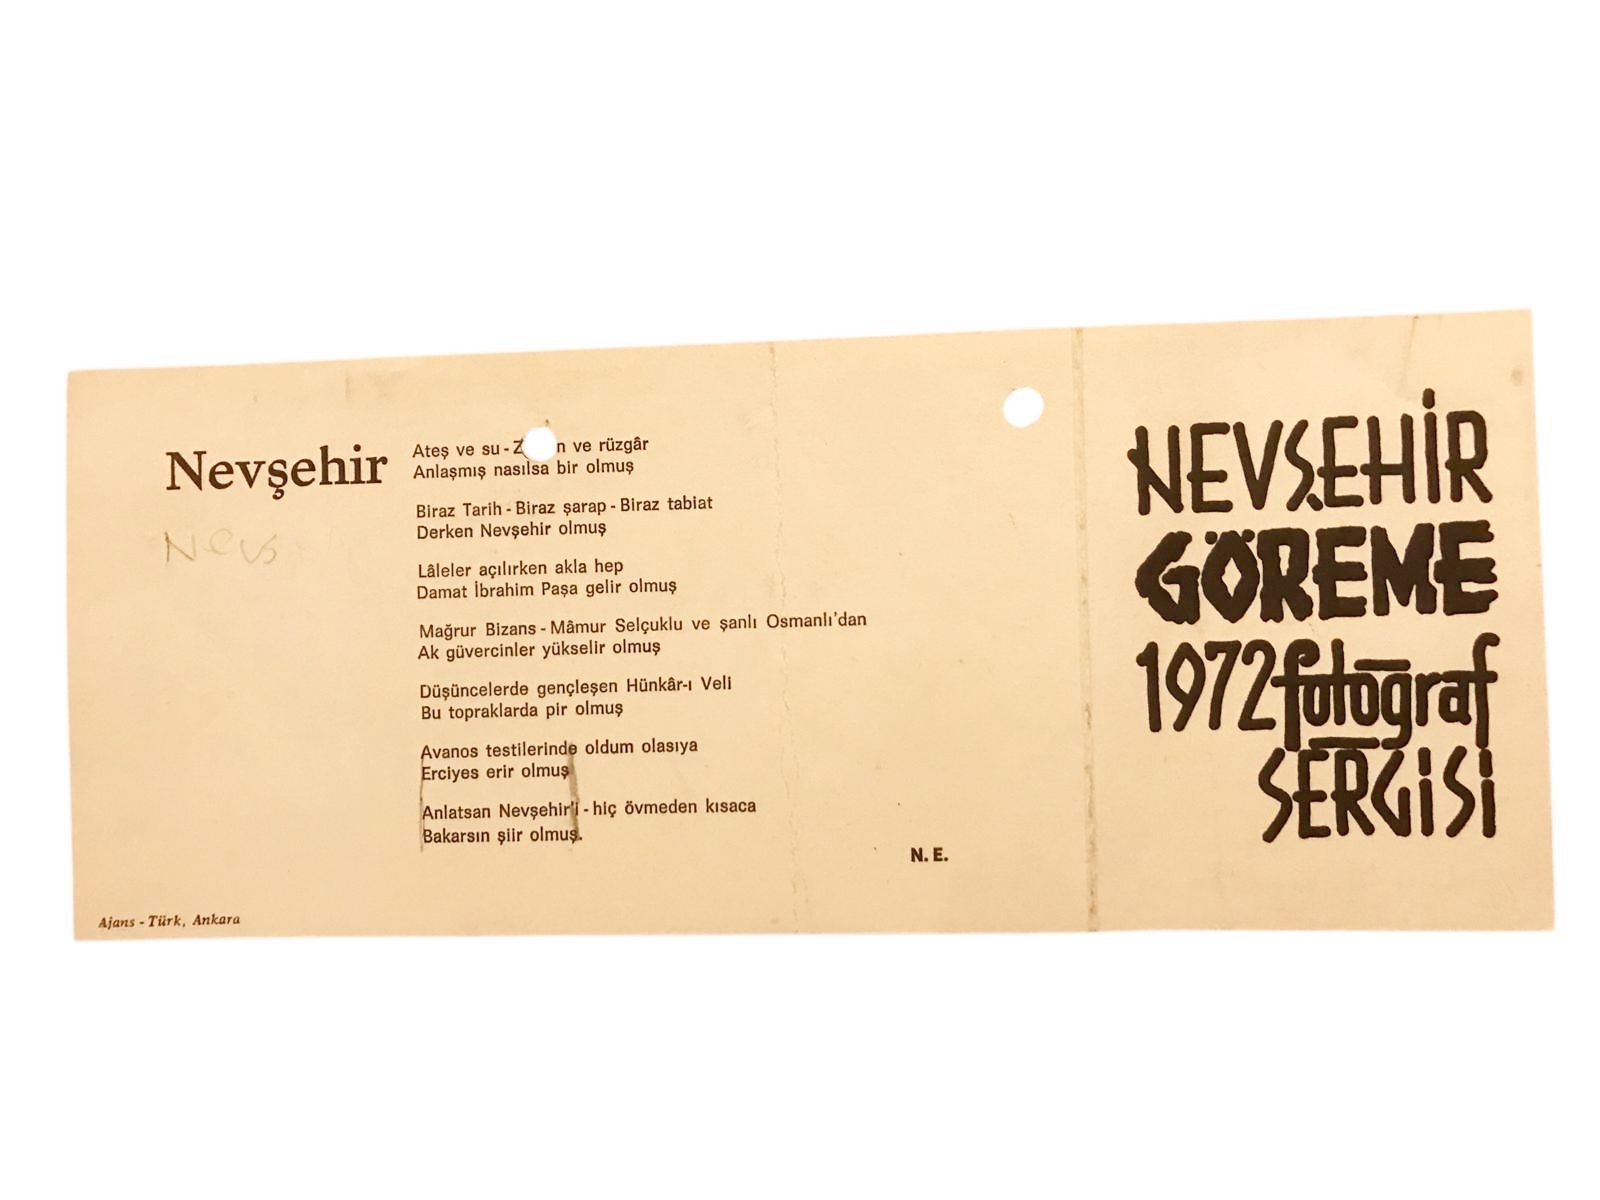 Nevşehir
Nevs
Ateş ve su - ve rüzgâr
Anlaşmış nasılsa bir olmuş
Biraz Tarih - Biraz şarap - Biraz tabiat
Derken Nevşehir olmuş
Lâleler açılırken akla hep
Damat İbrahim Paşa gelir olmuş
Mağrur Bizans - Mâmur Selçuklu ve şanlı Osmanlı'dan
Ak güvercinler yükselir olmuş
Düşüncelerde gençleşen Hünkâr-ı Veli
Bu topraklarda pir olmuş
Avanos testilerinde oldum olasıya
Erciyes erir olmuş
Anlatsan Nevşehir'i - hiç övmeden kısaca
Bakarsın şiir olmuş.
N. E.
Ajans - Türk, Ankara
NEVŞEHİR
GÖREME
1972 fotoğraf
SERGİSİ